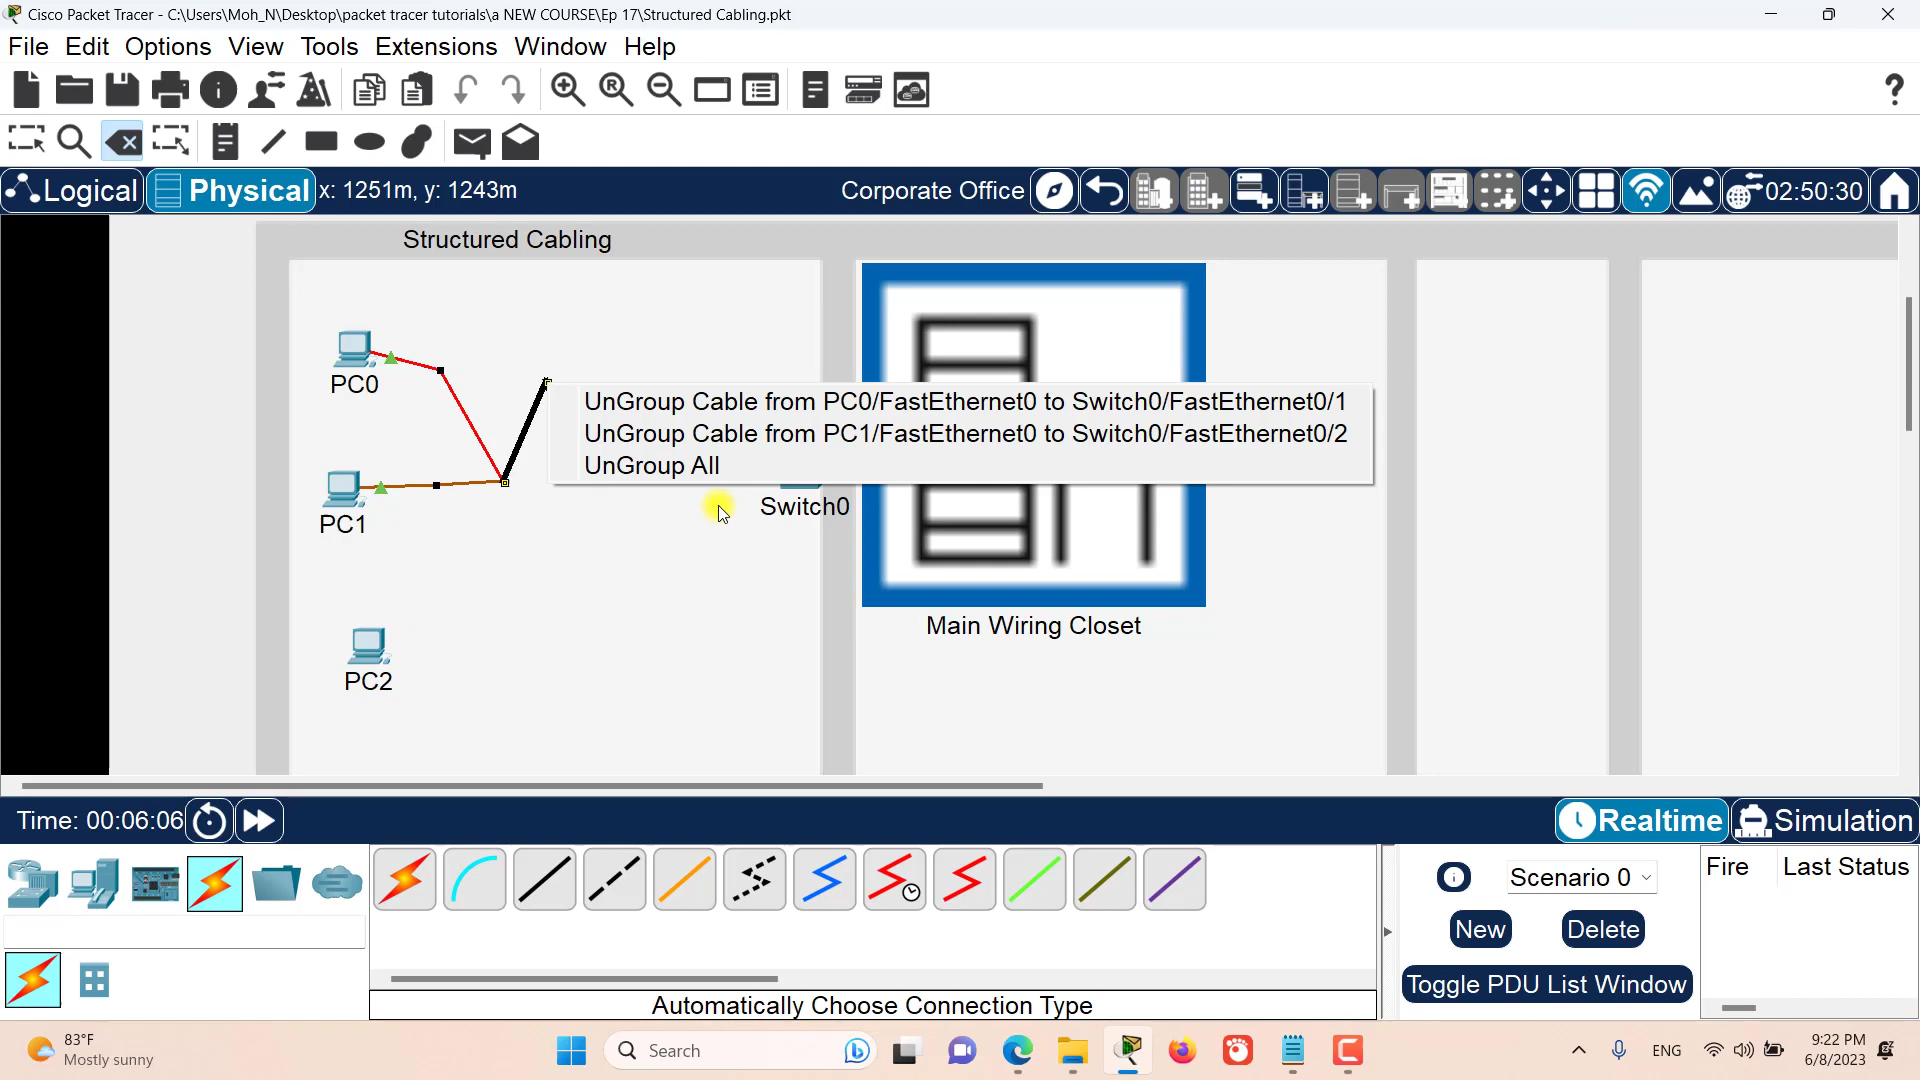 Cisco Packet Tracer - C:\Users\Moh_N\Desktop\packet tracer tutorials\a NEW COURSE\Ep 17\Structured Cabling.pkt
File Edit Options View Tools Extensions Window Help
Logical Physical x: 1251m, y: 1243m Corporate Office 02:50:30
Structured Cabling
PC0
UnGroup Cable from PC0/FastEthernet0 to Switch0/FastEthernet0/1
UnGroup Cable from PC1/FastEthernet0 to Switch0/FastEthernet0/2
UnGroup All
Switch0
PC1
Main Wiring Closet
PC2
Time: 00:06:06 Realtime Simulation
Scenario 0 Fire Last Status
New Delete
Toggle PDU List Window
Automatically Choose Connection Type
83°F
Mostly sunny
Search
ENG
9:22 PM
6/8/2023